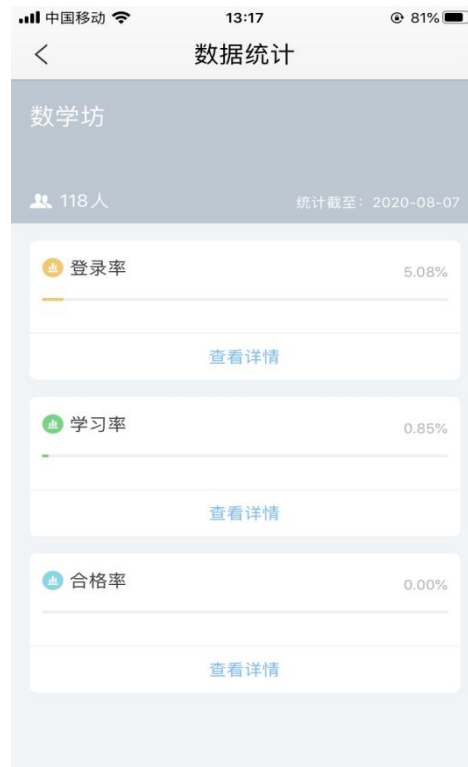 中国移动 13:17 81%
数据统计
数学坊
118人 统计截至：2020-08-07
登录率 5.08%
查看详情
学习率 0.85%
查看详情
合格率 0.00%
查看详情